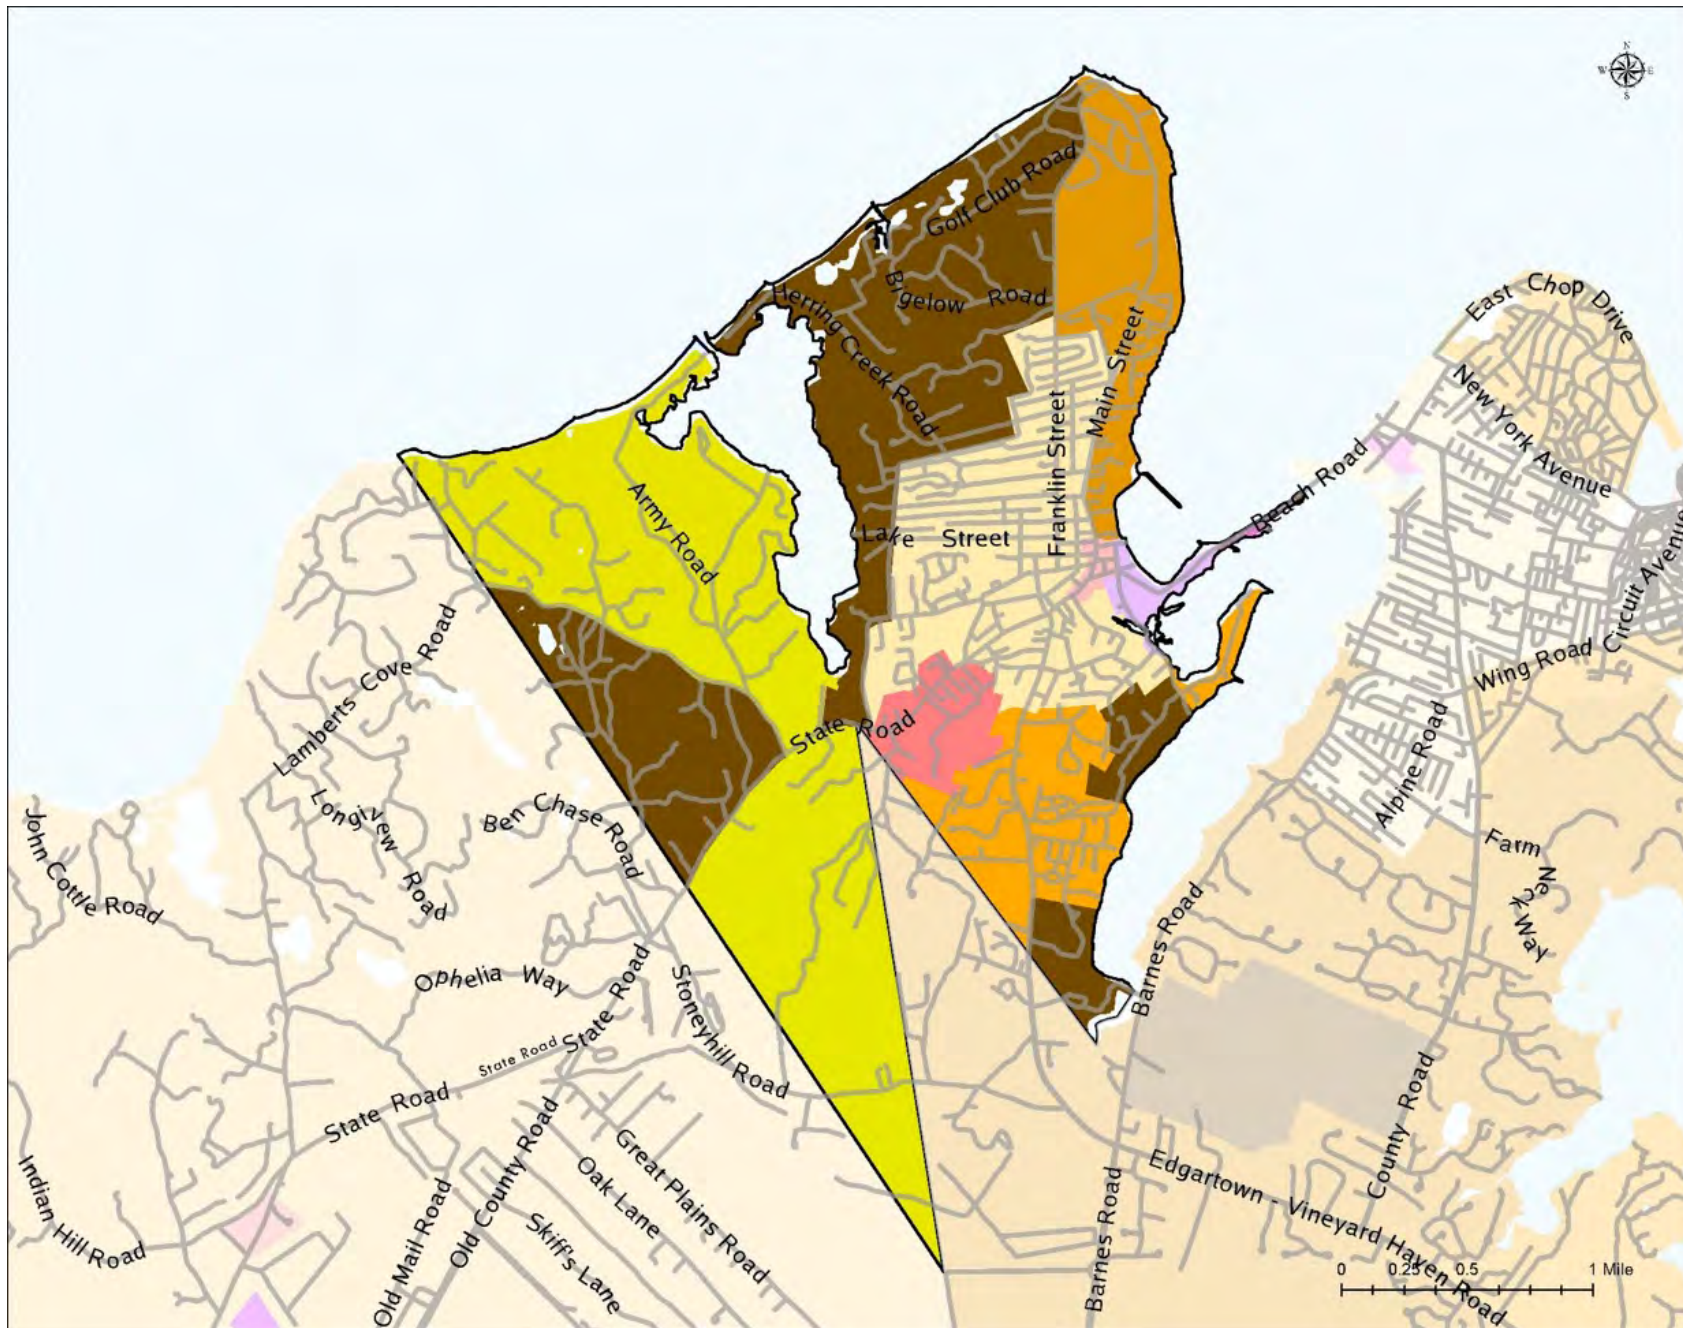 N
W E
S
Golf Club Road
Bigelow Road
Herring Creek Road
East Chop Drive
Main Street
New York Avenue
Franklin Street
Beach Road
Army Road
Lake Street
Circuit Avenue
Wing Road
Lamberts Cove Road
State Road
Alpine Road
Longivew Road
Ben Chase Road
John Cottle Road
Farm Neck Way
Barnes Road
Ophelia Way
State Road
Stoneyhill Road
State Road
State Road
County Road
Great Plains Road
Old County Road
Oak Lane
Indian Hill Road
Old Mail Road
Skiff's Lane
Barnes Road
Edgartown - Vineyard Haven Road
0 0.25 0.5 1 Mile